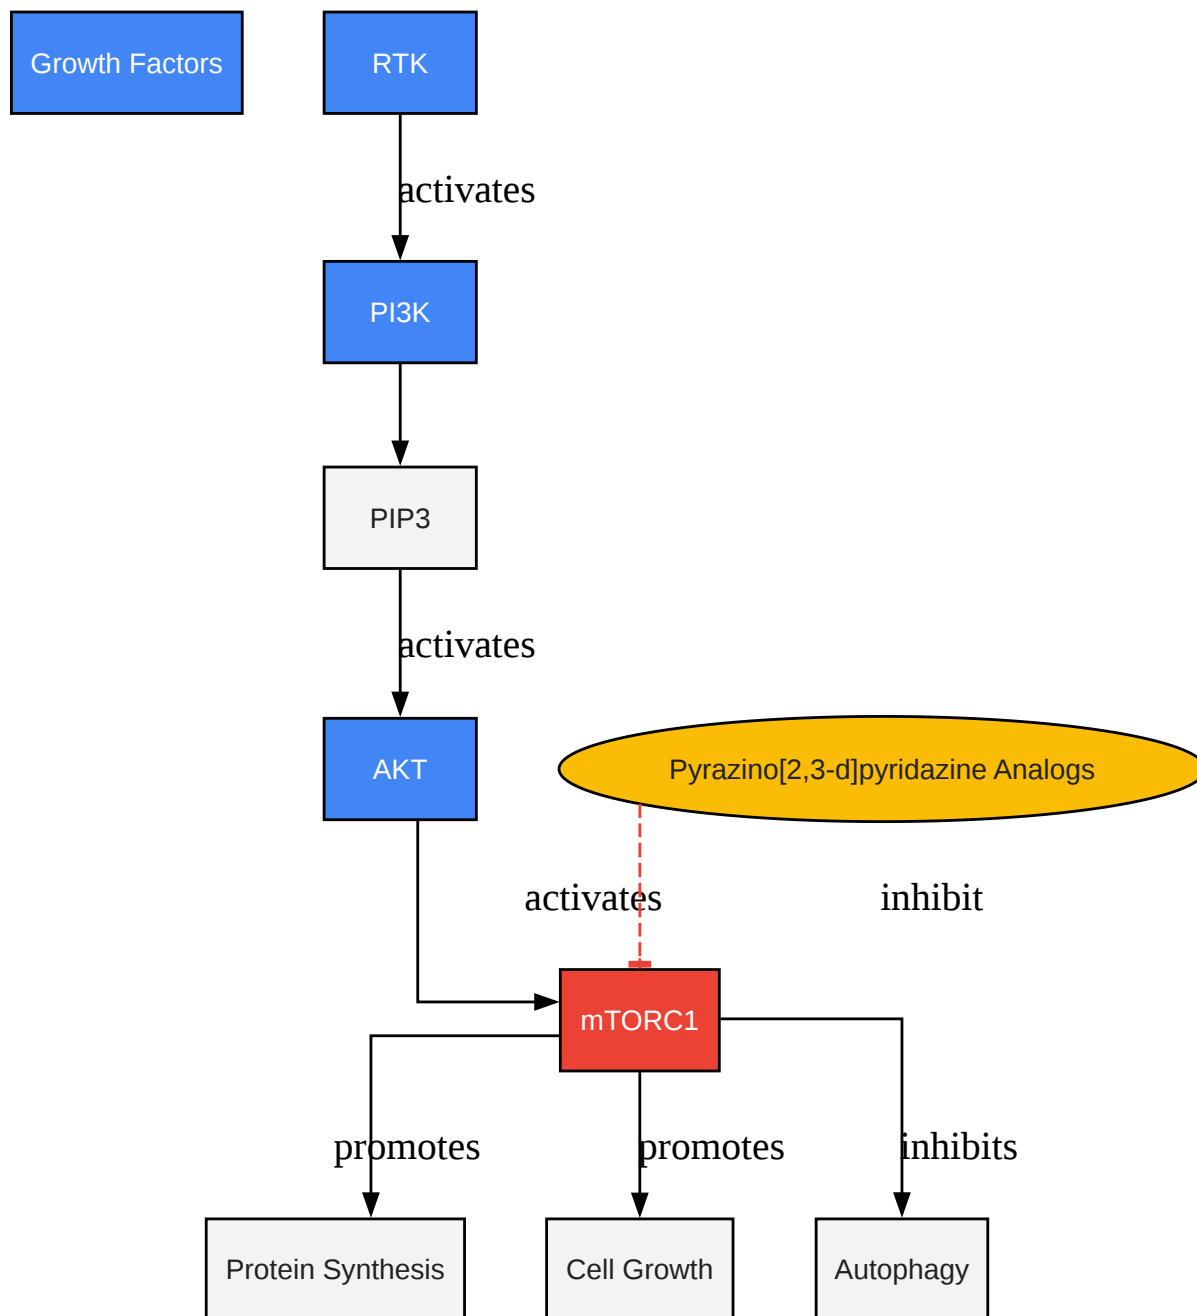 Growth Factors
RTK
activates
PI3K
PIP3
activates
AKT
Pyrazino[2,3-d]pyridazine Analogs
activates
inhibit
mTORC1
promotes
promotes
inhibits
Protein Synthesis
Cell Growth
Autophagy